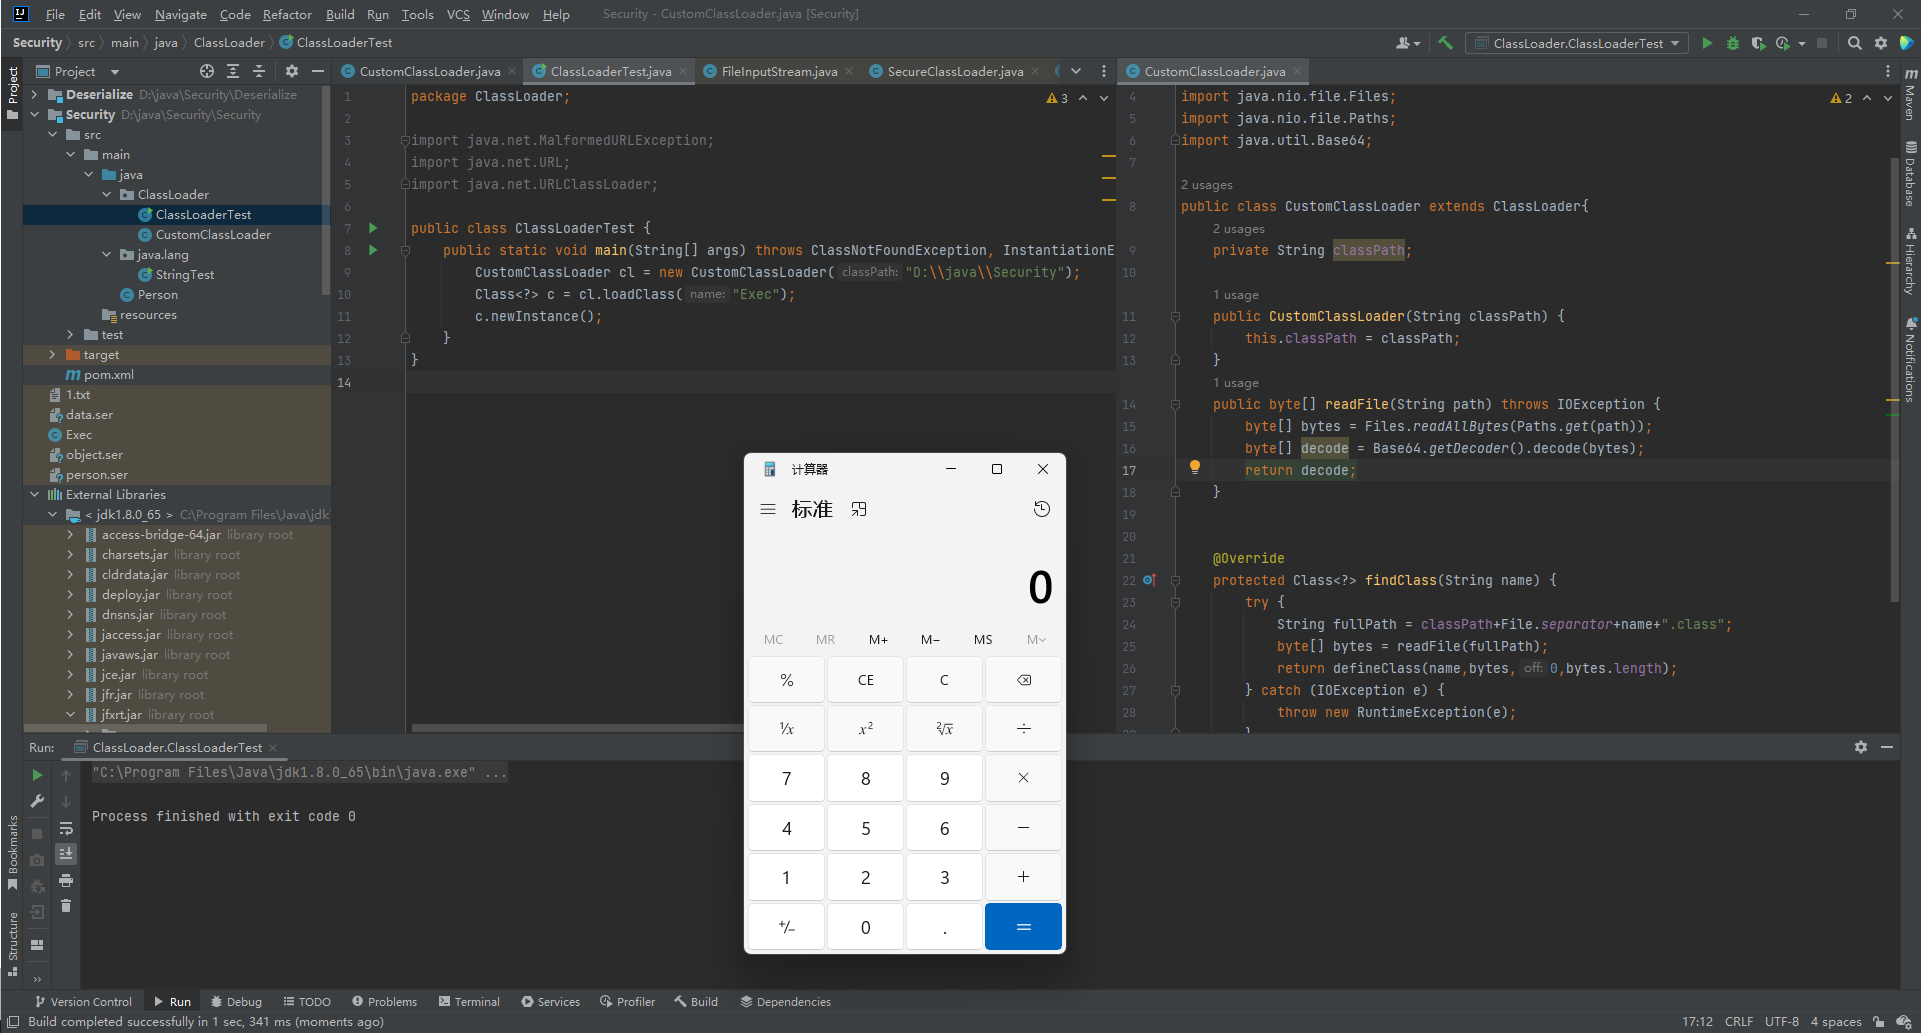 File Edit View Navigate Code Refactor Build Run Tools VCS Window Help Security - CustomClassLoader.java [Security]
Security src main java ClassLoader ClassLoaderTest ClassLoader.ClassLoaderTest
Project
CustomClassLoader.java ClassLoaderTest.java FileInputStream.java SecureClassLoader.java CustomClassLoader.java
Deserialize D:\java\Security\Deserialize
Security D:\java\Security\Security
src
main
java
ClassLoader
ClassLoaderTest
CustomClassLoader
java.lang
StringTest
Person
resources
test
target
pom.xml
1.txt
data.ser
Exec
object.ser
person.ser
External Libraries
< jdk1.8.0_65 > C:\Program Files\Java\jdk
access-bridge-64.jar library root
charsets.jar library root
cldrdata.jar library root
deploy.jar library root
dnsns.jar library root
jaccess.jar library root
javaws.jar library root
jce.jar library root
jfr.jar library root
jfxrt.jar library root
3
1 package ClassLoader;
2
3 import java.net.MalformedURLException;
4 import java.net.URL;
5 import java.net.URLClassLoader;
6
7 public class ClassLoaderTest {
8 public static void main(String[] args) throws ClassNotFoundException, InstantiationE
9 CustomClassLoader cl = new CustomClassLoader( classPath: "D:\\java\\Security");
10 Class<?> c = cl.loadClass( name: "Exec");
11 c.newInstance();
12 }
13 }
14
2
4 import java.nio.file.Files;
5 import java.nio.file.Paths;
6 import java.util.Base64;
7
2 usages
8 public class CustomClassLoader extends ClassLoader{
2 usages
9 private String classPath;
10
1 usage
11 public CustomClassLoader(String classPath) {
12 this.classPath = classPath;
13 }
1 usage
14 public byte[] readFile(String path) throws IOException {
15 byte[] bytes = Files.readAllBytes(Paths.get(path));
16 byte[] decode = Base64.getDecoder().decode(bytes);
17 return decode;
18 }
19
20
21 @Override
22 protected Class<?> findClass(String name) {
23 try {
24 String fullPath = classPath+File.separator+name+".class";
25 byte[] bytes = readFile(fullPath);
26 return defineClass(name,bytes, off: 0,bytes.length);
27 } catch (IOException e) {
28 throw new RuntimeException(e);
Maven
Database
Hierarchy
Notifications
计算器
标准
0
MC MR M+ M− MS M
% CE C
¹/x x² ²√x ÷
7 8 9 ×
4 5 6 −
1 2 3 +
+/− 0 . =
Run: ClassLoader.ClassLoaderTest
"C:\Program Files\Java\jdk1.8.0_65\bin\java.exe" ...
Process finished with exit code 0
Bookmarks
Structure
Version Control Run Debug TODO Problems Terminal Services Profiler Build Dependencies
Build completed successfully in 1 sec, 341 ms (moments ago) 17:12 CRLF UTF-8 4 spaces